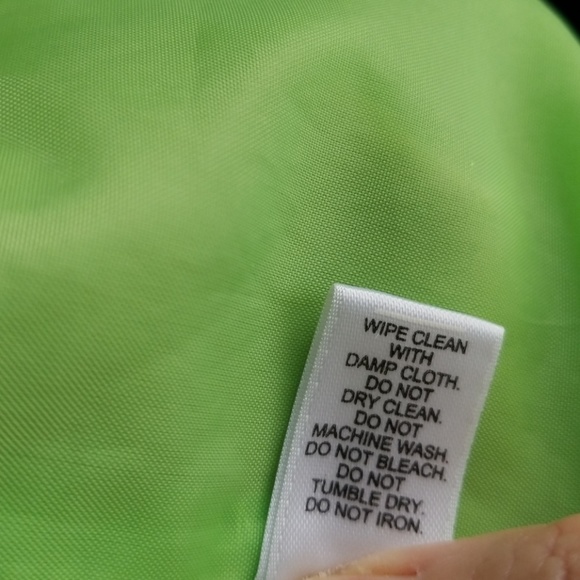 WIPE CLEAN
WITH
DAMP CLOTH.
DO NOT
DRY CLEAN.
DO NOT
MACHINE WASH.
DO NOT BLEACH.
DO NOT
TUMBLE DRY.
DO NOT IRON.